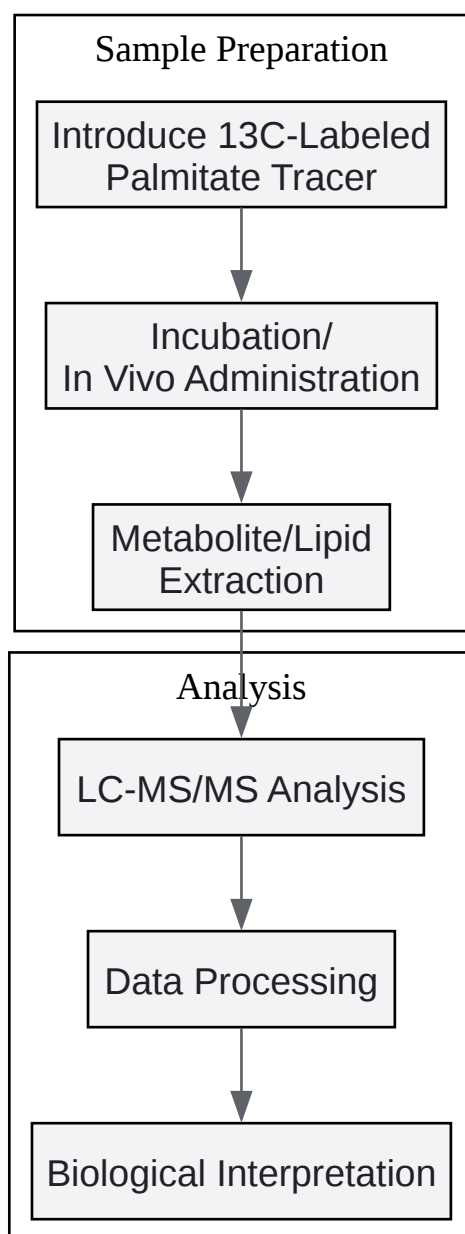 Sample Preparation
Introduce 13C-Labeled
Palmitate Tracer
Incubation/
In Vivo Administration
Metabolite/Lipid
Extraction
Analysis
LC-MS/MS Analysis
Data Processing
Biological Interpretation